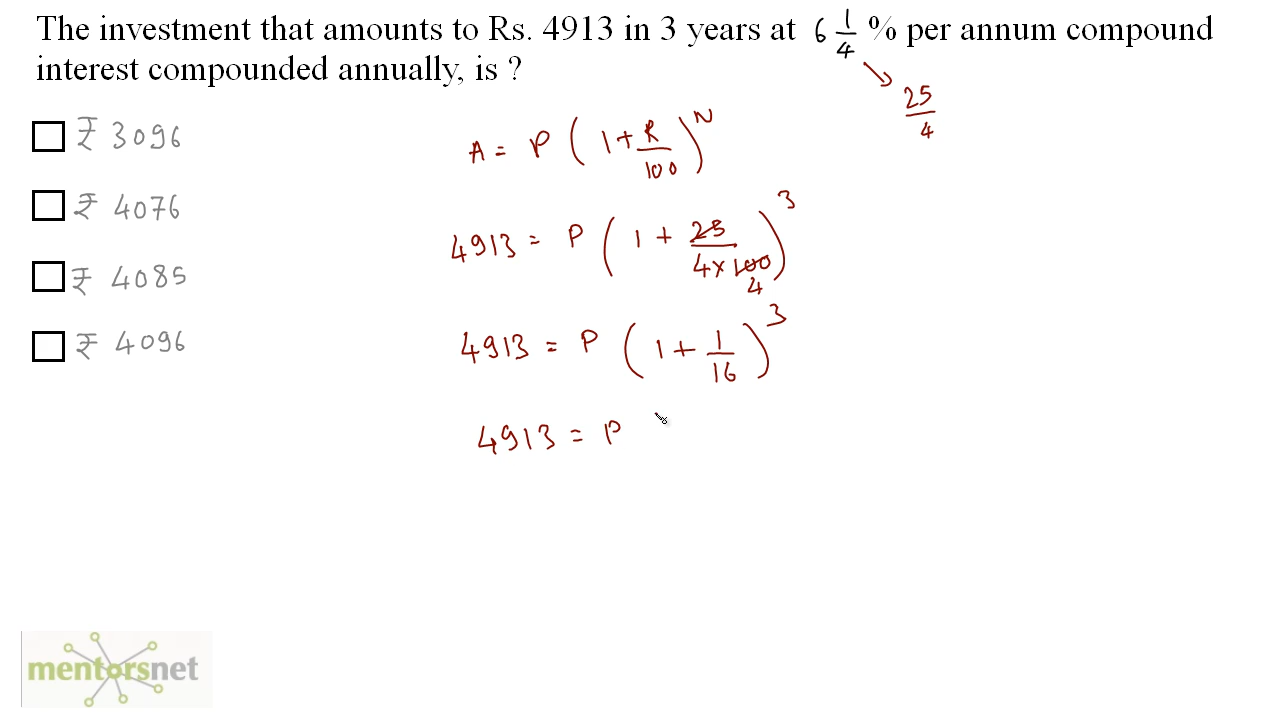 The investment that amounts to Rs. 4913 in 3 years at 6 1/4 % per annum compound
interest compounded annually, is ?
25/4
₹ 3096
₹ 4076
₹ 4085
₹ 4096
A = P ( 1 + R/100 )^N
4913 = P ( 1 + 25/4×100 4 )^3
4913 = P ( 1 + 1/16 )^3
4913 = P
mentorsnet